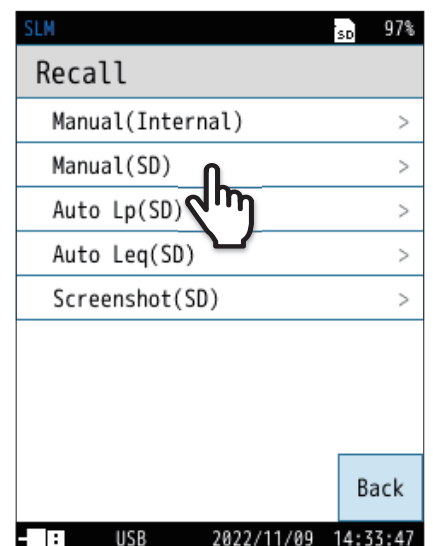 SLM SD 97%
Recall
Manual(Internal) >
Manual(SD) >
Auto Lp(SD) >
Auto Leq(SD) >
Screenshot(SD) >
Back
USB 2022/11/09 14:33:47